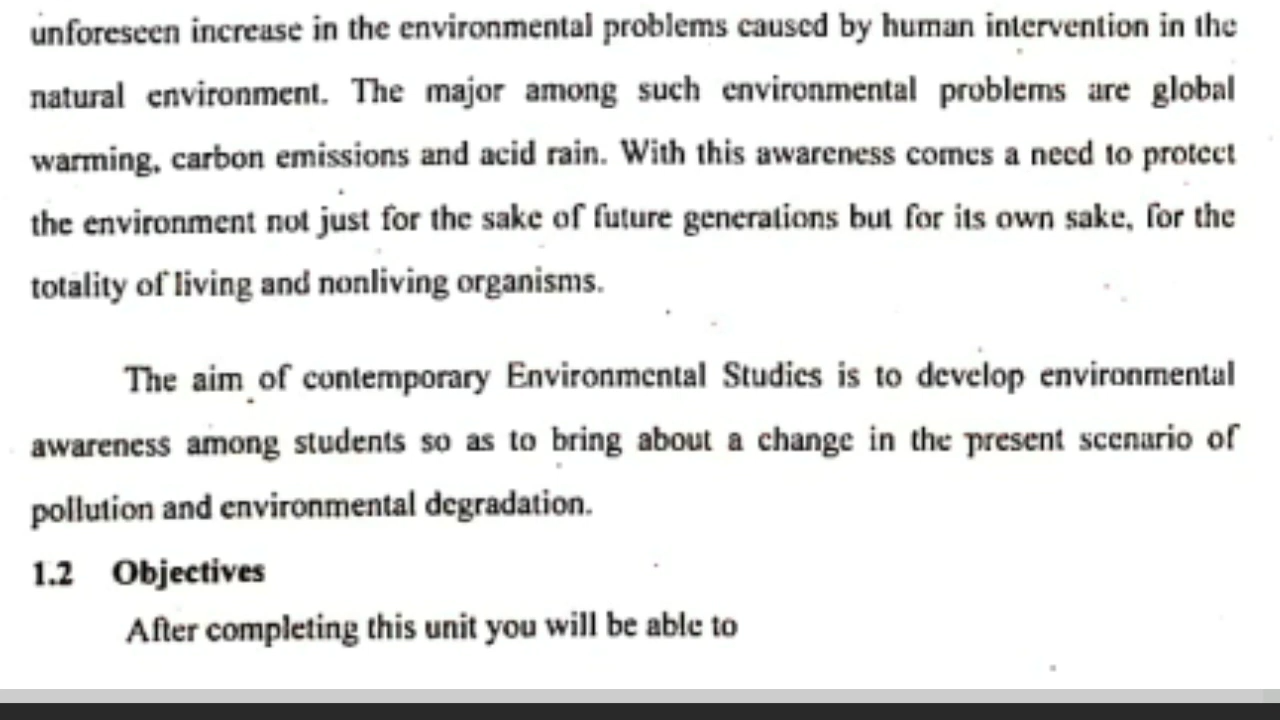 unforeseen increase in the environmental problems caused by human intervention in the
natural environment. The major among such environmental problems are global
warming, carbon emissions and acid rain. With this awareness comes a need to protect
the environment not just for the sake of future generations but for its own sake, for the
totality of living and nonliving organisms.
The aim of contemporary Environmental Studies is to develop environmental
awareness among students so as to bring about a change in the present scenario of
pollution and environmental degradation.
1.2 Objectives
After completing this unit you will be able to